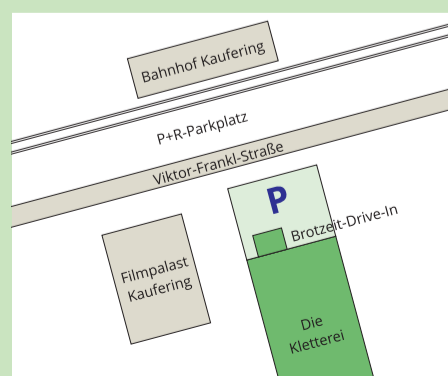 Bahnhof Kaufering
P+R-Parkplatz
Viktor-Frankl-Straße
P
Brotzeit-Drive-In
Filmpalast
Kaufering
Die
Kletterei